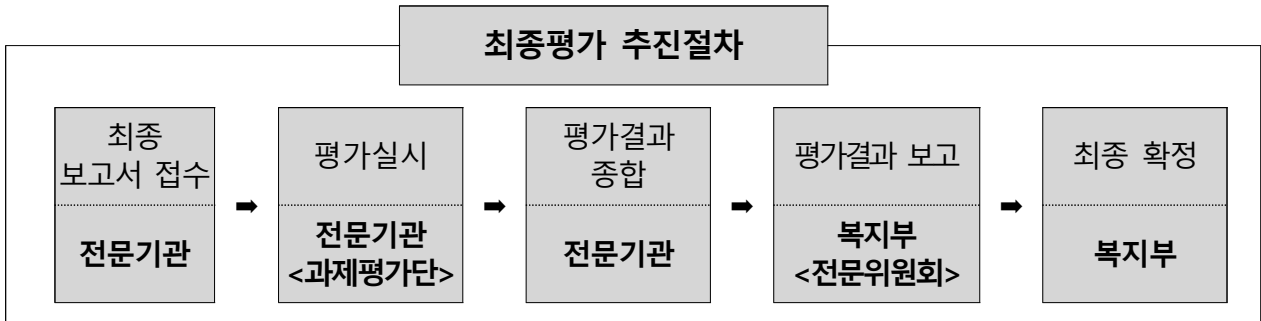 최종평가 추진절차
최종
보고서 접수
전문기관
➡
평가실시
전문기관
<과제평가단>
➡
평가결과
종합
전문기관
➡
평가결과 보고
복지부
<전문위원회>
➡
최종 확정
복지부